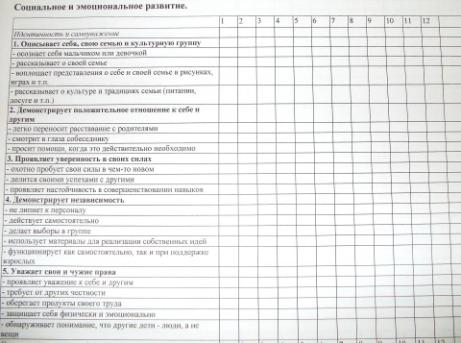 Социальное и эмоциональное развитие.
1 2 3 4 5 6 7 8 9 10 11 12
Идентичность и самоуважение
1. Описывает себя, свою семью и культурную группу
- осознает себя мальчиком или девочкой
- рассказывает о своей семье
- воплощает представления о себе и своей семье в рисунках,
играх и т.п.
- рассказывает о культуре и традициях семьи (питании,
досуге и т.п.)
2. Демонстрирует положительное отношение к себе и
другим
- легко переносит расставание с родителями
- смотрит в глаза собеседнику
- просит помощи, когда это действительно необходимо
3. Проявляет уверенность в своих силах
- охотно пробует свои силы в чем-то новом
- делится своими успехами с другими
- проявляет настойчивость в совершенствовании навыков
4. Демонстрирует независимость
- не липнет к персоналу
- действует самостоятельно
- делает выборы в группе
- использует материалы для реализации собственных идей
- функционирует как самостоятельно, так и при поддержке
взрослых
5. Уважает свои и чужие права
- проявляет уважение к себе и другим
- требует от других честности
- оберегает продукты своего труда
- защищает себя физически и эмоционально
- обнаруживает понимание, что другие дети - люди, а не
вещи